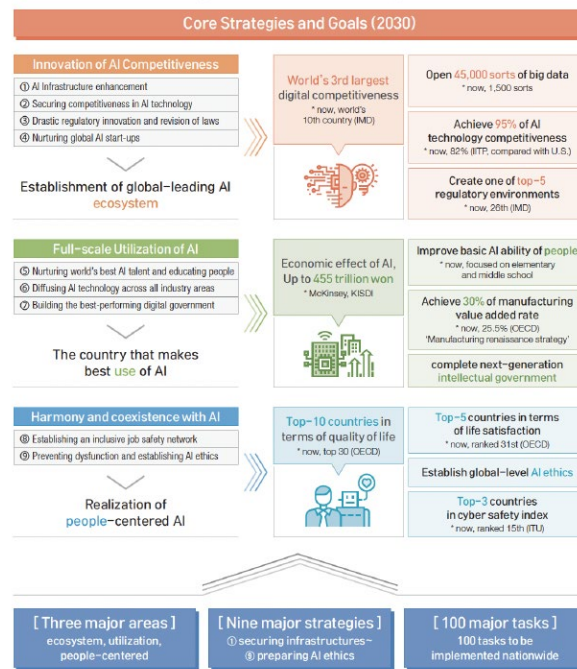 Core Strategies and Goals (2030)
Innovation of AI Competitiveness
① AI Infrastructure enhancement
② Securing competitiveness in AI technology
③ Drastic regulatory innovation and revision of laws
④ Nurturing global AI start-ups
Establishment of global-leading AI
ecosystem
World's 3rd largest
digital competitiveness
* now, world's
10th country (IMD)
Open 45,000 sorts of big data
* now, 1,500 sorts
Achieve 95% of AI
technology competitiveness
* now, 82% (IITP, compared with U.S.)
Create one of top-5
regulatory environments
* now, 26th (IMD)
Full-scale Utilization of AI
⑤ Nurturing world's best AI talent and educating people
⑥ Diffusing AI technology across all industry areas
⑦ Building the best-performing digital government
The country that makes
best use of AI
Economic effect of AI,
Up to 455 trillion won
* McKinsey, KISDI
Improve basic AI ability of people
* now, focused on elementary
and middle school
Achieve 30% of manufacturing
value added rate
* now, 25.5% (OECD)
'Manufacturing renaissance strategy'
complete next-generation
intellectual government
Harmony and coexistence with AI
⑧ Establishing an inclusive job safety network
⑨ Preventing dysfunction and establishing AI ethics
Realization of
people-centered AI
Top-10 countries in
terms of quality of life
* now, top 30 (OECD)
Top-5 countries in terms
of life satisfaction
* now, ranked 31st (OECD)
Establish global-level AI ethics
Top-3 countries
in cyber safety index
* now, ranked 15th (ITU)
[ Three major areas ]
ecosystem, utilization,
people-centered
[ Nine major strategies ]
① securing infrastructures~
⑨ preparing AI ethics
[ 100 major tasks ]
100 tasks to be
implemented nationwide